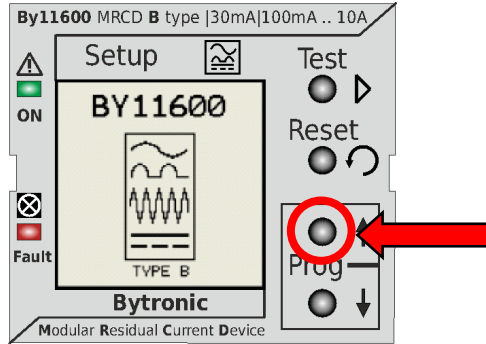 By11600 MRCD B type |30mA|100mA .. 10A
Setup
Test
ON
BY11600
Reset
TYPE B
Fault
Prog
Bytronic
Modular Residual Current Device